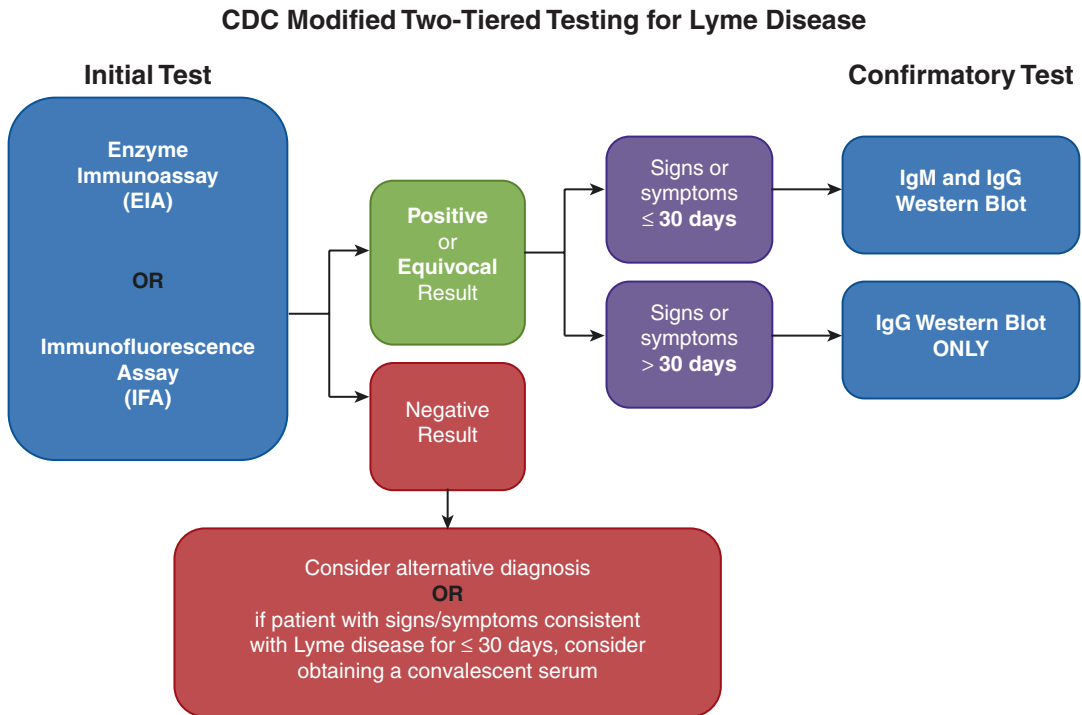 CDC Modified Two-Tiered Testing for Lyme Disease
Initial Test
Enzyme
Immunoassay
(EIA)
OR
Immunofluorescence
Assay
(IFA)
Positive
or
Equivocal
Result
Negative
Result
Consider alternative diagnosis
OR
if patient with signs/symptoms consistent
with Lyme disease for ≤ 30 days, consider
obtaining a convalescent serum
Signs or
symptoms
≤ 30 days
Signs or
symptoms
> 30 days
Confirmatory Test
IgM and IgG
Western Blot
IgG Western Blot
ONLY